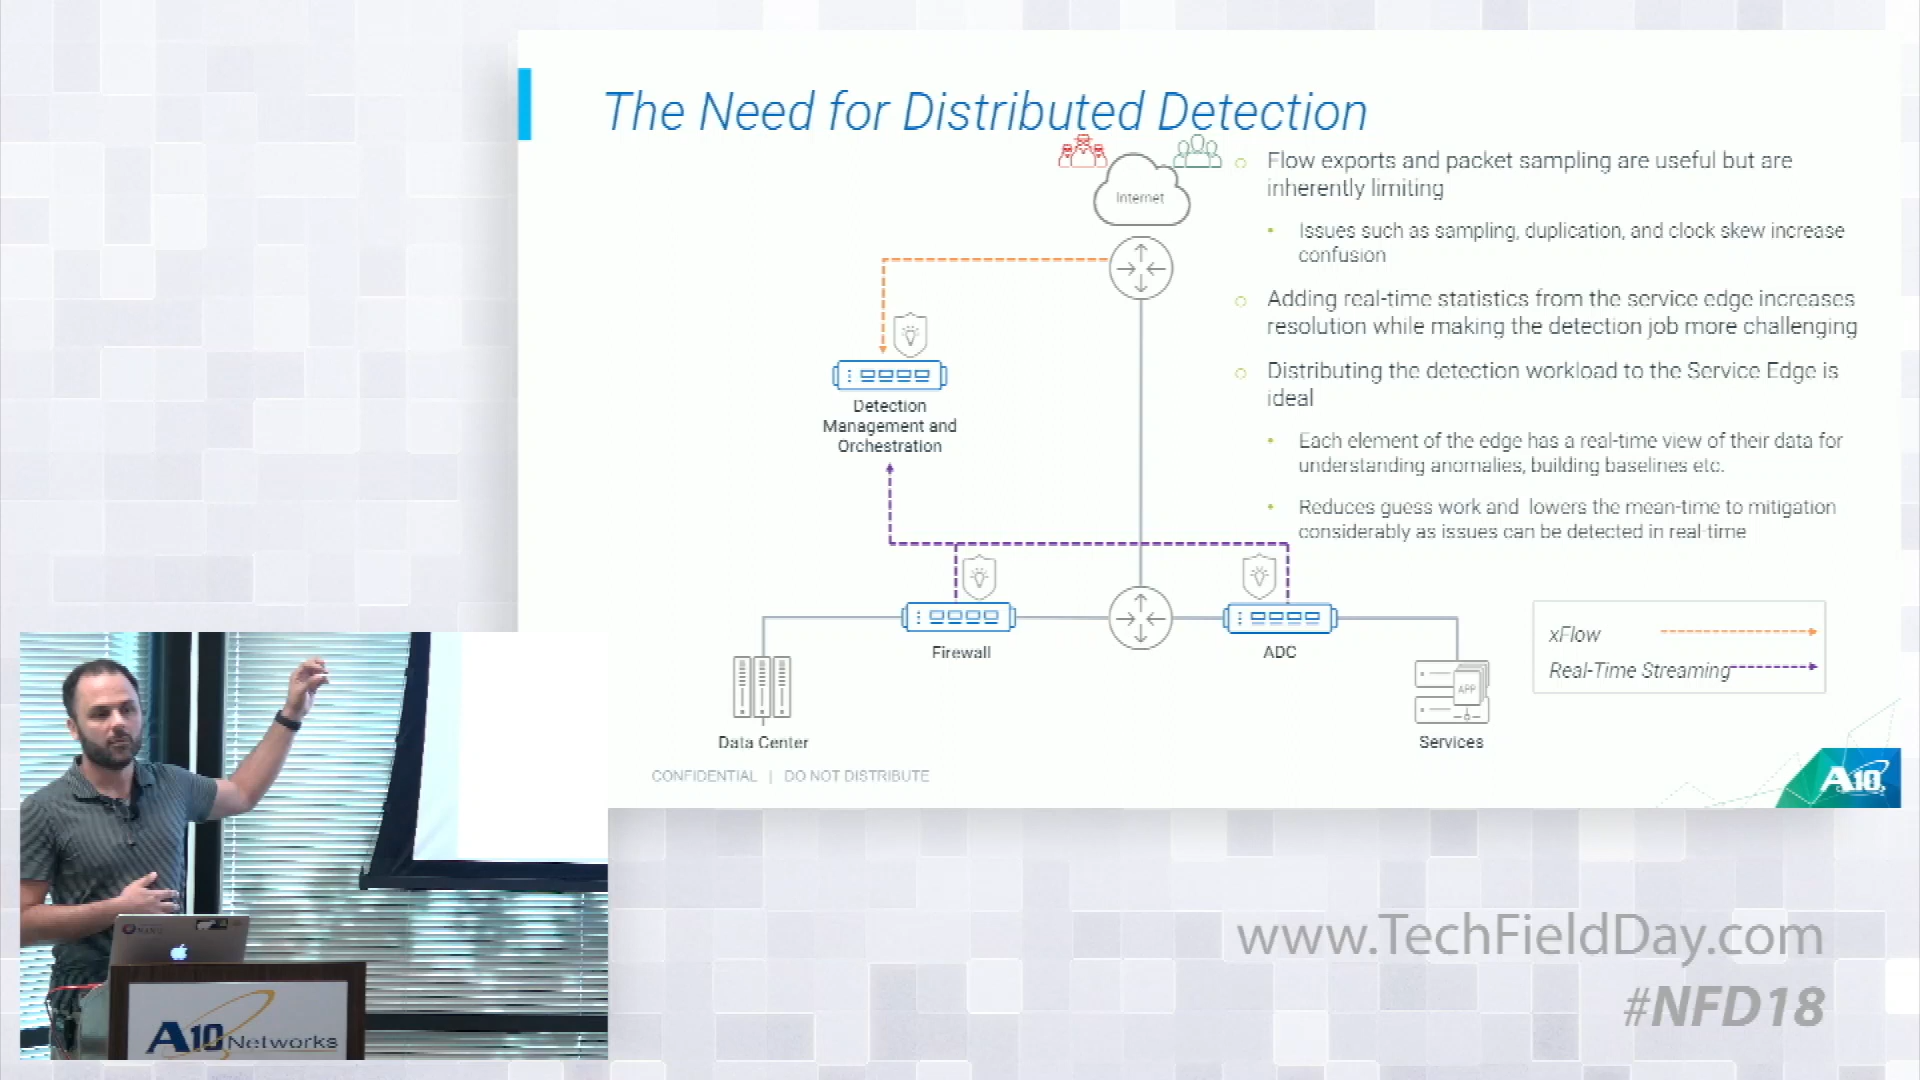 The Need for Distributed Detection
Internet
Flow exports and packet sampling are useful but are
inherently limiting
Issues such as sampling, duplication, and clock skew increase
confusion
Adding real-time statistics from the service edge increases
resolution while making the detection job more challenging
Distributing the detection workload to the Service Edge is
ideal
Each element of the edge has a real-time view of their data for
understanding anomalies, building baselines etc.
Reduces guess work and lowers the mean-time to mitigation
considerably as issues can be detected in real-time
Detection
Management and
Orchestration
Firewall
ADC
xFlow
Real-Time Streaming
APP
Data Center
Services
CONFIDENTIAL | DO NOT DISTRIBUTE
A10
A10 Networks
www.TechFieldDay.com
#NFD18